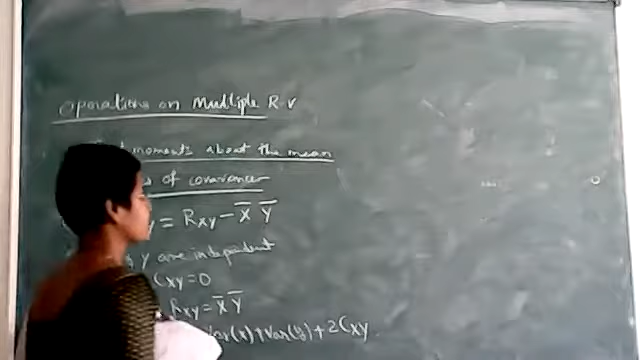 Operations on Multiple R.V
moments about the mean
of covariance
y = Rxy - X̅ Y̅
y are independent
Cxy = 0
Rxy = X̅ Y̅
Var(x) + Var(y) + 2Cxy